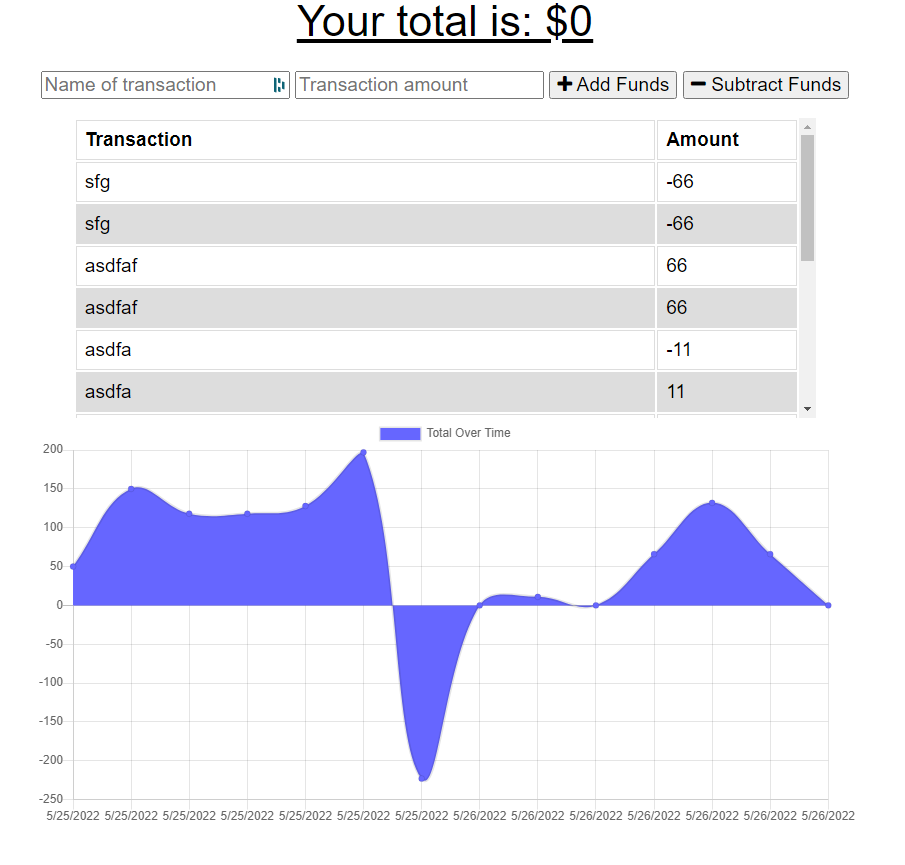 Your total is: $0
Name of transaction Transaction amount Add Funds Subtract Funds
Transaction Amount
sfg -66
sfg -66
asdfaf 66
asdfaf 66
asdfa -11
asdfa 11
Total Over Time
200
150
100
50
0
-50
-100
-150
-200
-250
5/25/2022 5/25/2022 5/25/2022 5/25/2022 5/25/2022 5/25/2022 5/25/2022 5/26/2022 5/26/2022 5/26/2022 5/26/2022 5/26/2022 5/26/2022 5/26/2022